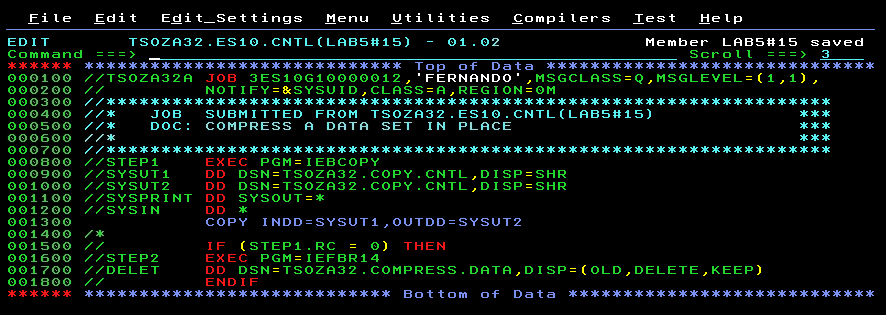 File  Edit  Edit_Settings  Menu  Utilities  Compilers  Test  Help
EDIT       TSOZA32.ES10.CNTL(LAB5#15) - 01.02                Member LAB5#15 saved
Command ===> _                                                Scroll ===> 3
****** ***************************** Top of Data ******************************
000100 //TSOZA32A JOB 3ES10G10000012,'FERNANDO',MSGCLASS=Q,MSGLEVEL=(1,1),
000200 //         NOTIFY=&SYSUID,CLASS=A,REGION=0M
000300 //******************************************************************
000400 //*   JOB  SUBMITTED FROM TSOZA32.ES10.CNTL(LAB5#15)             ***
000500 //*   DOC: COMPRESS A DATA SET IN PLACE                          ***
000600 //*                                                              ***
000700 //******************************************************************
000800 //STEP1    EXEC PGM=IEBCOPY
000900 //SYSUT1   DD DSN=TSOZA32.COPY.CNTL,DISP=SHR
001000 //SYSUT2   DD DSN=TSOZA32.COPY.CNTL,DISP=SHR
001100 //SYSPRINT DD SYSOUT=*
001200 //SYSIN    DD *
001300          COPY INDD=SYSUT1,OUTDD=SYSUT2
001400 /*
001500 //         IF (STEP1.RC = 0) THEN
001600 //STEP2    EXEC PGM=IEFBR14
001700 //DELET    DD DSN=TSOZA32.COMPRESS.DATA,DISP=(OLD,DELETE,KEEP)
001800 //         ENDIF
****** **************************** Bottom of Data ****************************